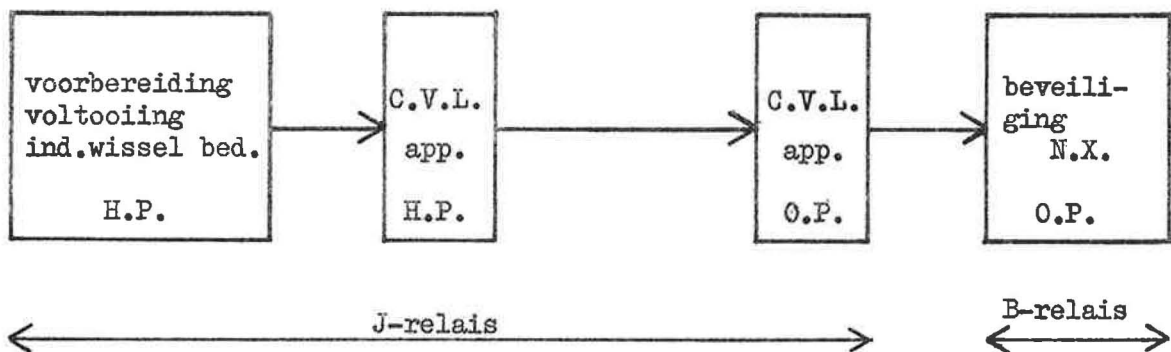 voorbereiding
voltooiing
ind.wissel bed.
H.P.
C.V.L.
app.
H.P.
C.V.L.
app.
O.P.
beveili-
ging
N.X.
O.P.
J-relais
B-relais